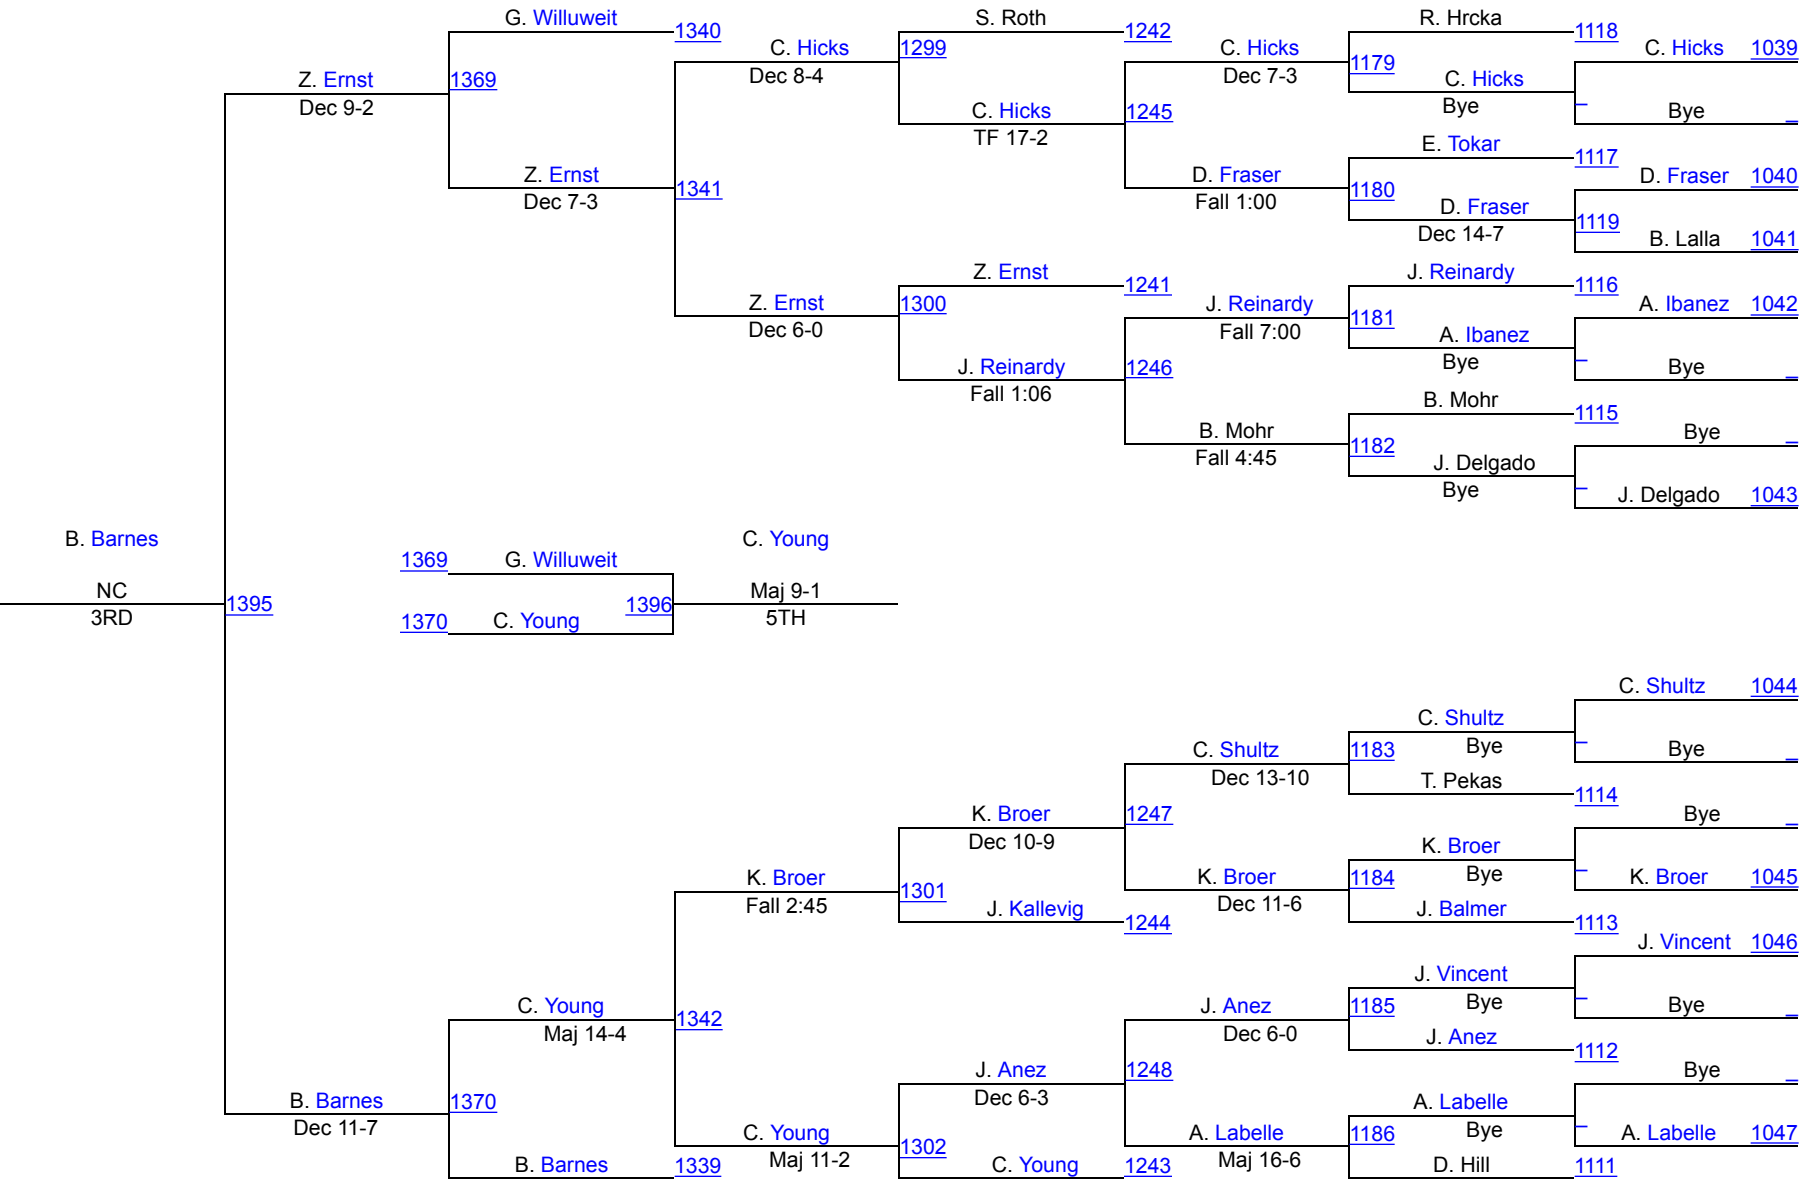 G. Willuweit
1340
Z. Ernst
Dec 9-2
1369
Z. Ernst
Dec 7-3
1341
C. Hicks
Dec 8-4
1299
S. Roth
1242
C. Hicks
TF 17-2
1245
C. Hicks
Dec 7-3
1179
R. Hrcka
1118
C. Hicks
Bye
C. Hicks 1039
Bye _
_
D. Fraser
Fall 1:00
1180
E. Tokar
1117
D. Fraser
Dec 14-7
1119
D. Fraser 1040
B. Lalla 1041
Z. Ernst
Dec 6-0
1300
Z. Ernst
1241
J. Reinardy
Fall 1:06
1246
J. Reinardy
Fall 7:00
1181
J. Reinardy
1116
A. Ibanez
Bye
A. Ibanez 1042
_
Bye _
B. Mohr
Fall 4:45
1182
B. Mohr
1115
J. Delgado
Bye
Bye _
_
J. Delgado 1043
B. Barnes
NC
3RD
1395
1369 G. Willuweit
1370 C. Young
1396
C. Young
Maj 9-1
5TH
C. Shultz 1044
C. Shultz
Bye
_
Bye _
C. Shultz
Dec 13-10
1183
T. Pekas
1114
K. Broer
Dec 10-9
1247
Bye _
K. Broer
Bye
_
K. Broer 1045
K. Broer
Dec 11-6
1184
J. Balmer
1113
K. Broer
Fall 2:45
1301
J. Kallevig
1244
J. Vincent 1046
J. Vincent
Bye
_
Bye _
C. Young
Maj 14-4
1342
J. Anez
Dec 6-0
1185
J. Anez
1112
J. Anez
Dec 6-3
1248
Bye _
A. Labelle
Bye
_
A. Labelle 1047
B. Barnes
Dec 11-7
1370
C. Young
Maj 11-2
1302
A. Labelle
Maj 16-6
1186
B. Barnes
1339
C. Young
1243
D. Hill
1111